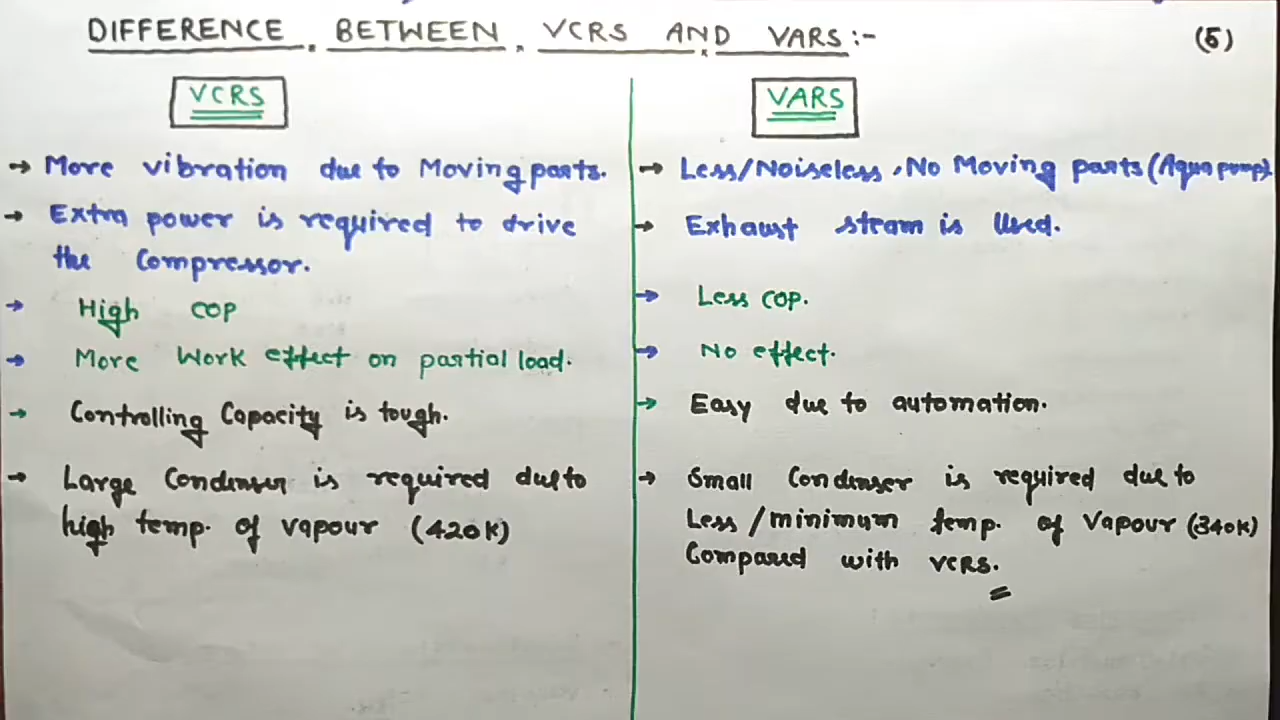 DIFFERENCE BETWEEN VCRS AND VARS:-
(5)
VCRS
→ More vibration due to Moving parts.
→ Extra power is required to drive
the Compressor.
→ High COP
→ More Work effect on partial load.
→ Controlling Capacity is tough.
→ Large Condenser is required due to
high temp. of vapour (420K)
VARS
→ Less/Noiseless, No Moving parts (Aqua pump).
→ Exhaust steam is Used.
→ Less COP.
→ No effect.
→ Easy due to automation.
→ Small Condenser is required due to
Less/minimum temp. of Vapour (340K)
Compared with VCRS.